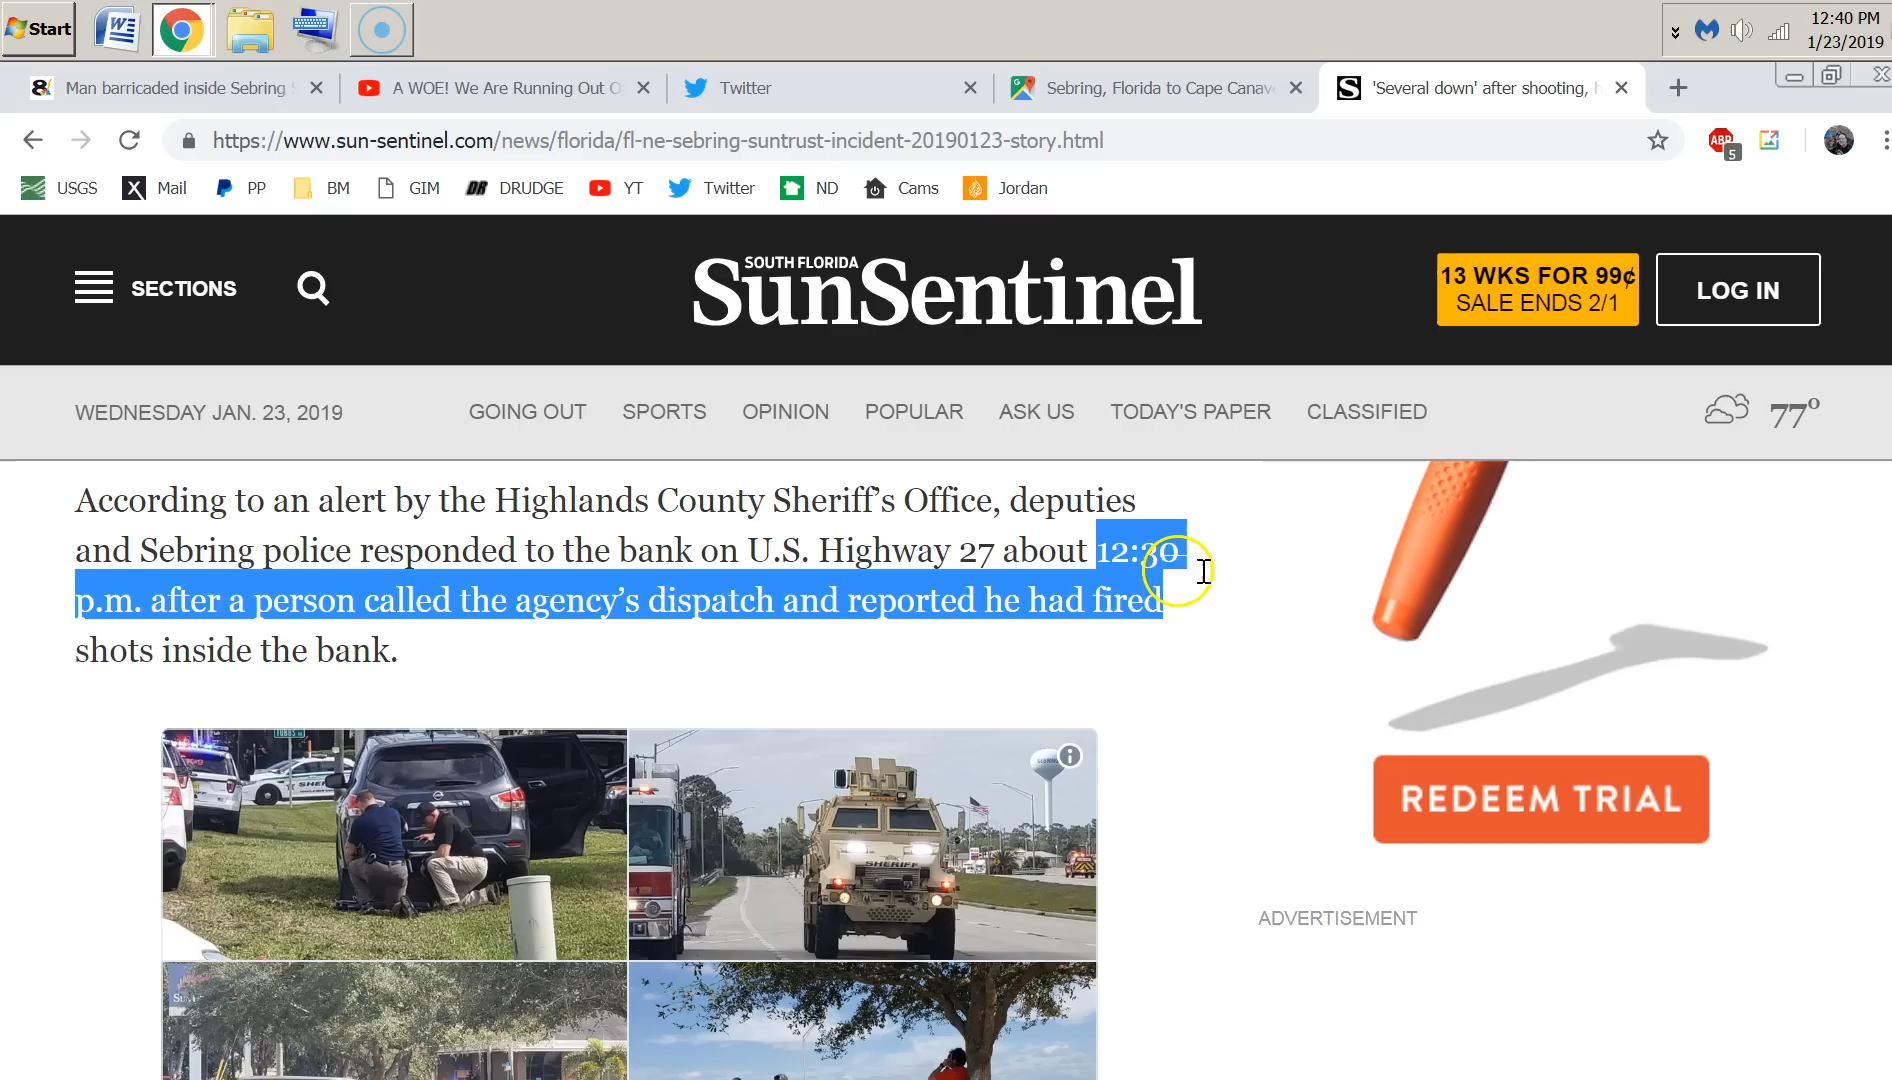 Start
12:40 PM
1/23/2019
Man barricaded inside Sebring S
A WOE! We Are Running Out O
Twitter
Sebring, Florida to Cape Canav
'Several down' after shooting, h
https://www.sun-sentinel.com/news/florida/fl-ne-sebring-suntrust-incident-20190123-story.html
ABP
5
USGS
X Mail
PP
BM
GIM
DR DRUDGE
YT
Twitter
ND
Cams
Jordan
SECTIONS
SOUTH FLORIDA
SunSentinel
13 WKS FOR 99¢
SALE ENDS 2/1
LOG IN
WEDNESDAY JAN. 23, 2019
GOING OUT
SPORTS
OPINION
POPULAR
ASK US
TODAY'S PAPER
CLASSIFIED
77°
According to an alert by the Highlands County Sheriff’s Office, deputies
and Sebring police responded to the bank on U.S. Highway 27 about 12:30
p.m. after a person called the agency’s dispatch and reported he had fired
shots inside the bank.
TUBBS
SHERIFF
REDEEM TRIAL
ADVERTISEMENT